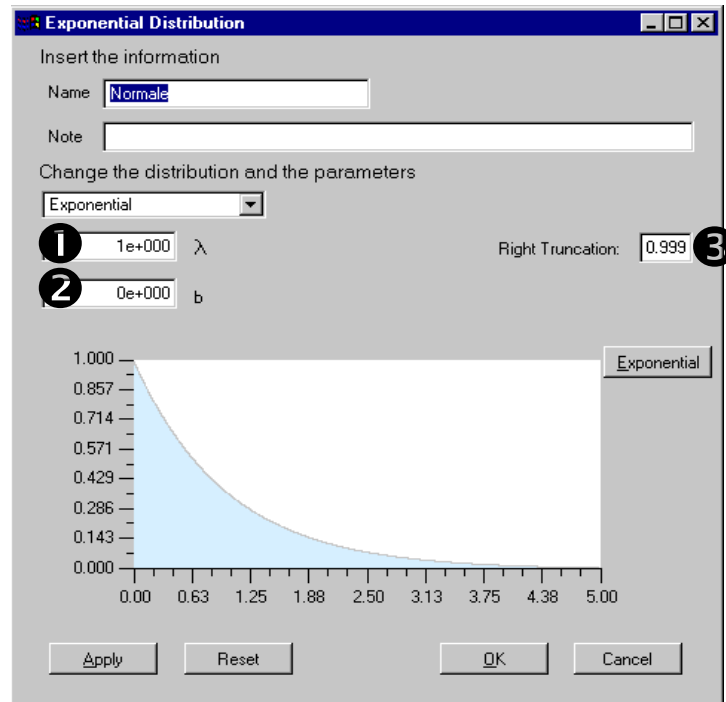 Exponential Distribution
Insert the information
Name Normale
Note
Change the distribution and the parameters
Exponential
1 1e+000 λ Right Truncation: 0.999 3
2 0e+000 b
1.000 Exponential
0.857
0.714
0.571
0.429
0.286
0.143
0.000
0.00 0.63 1.25 1.88 2.50 3.13 3.75 4.38 5.00
Apply Reset OK Cancel